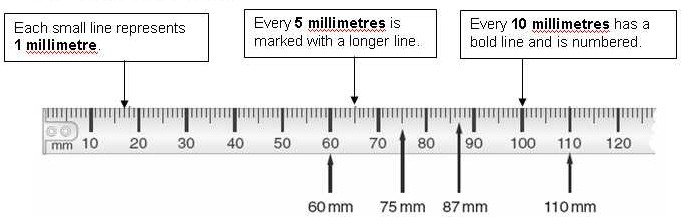 Each small line represents
1 millimetre.
Every 5 millimetres is
marked with a longer line.
Every 10 millimetres has a
bold line and is numbered.
mm 10 20 30 40 50 60 70 80 90 100 110 120
60 mm 75 mm 87 mm 110 mm